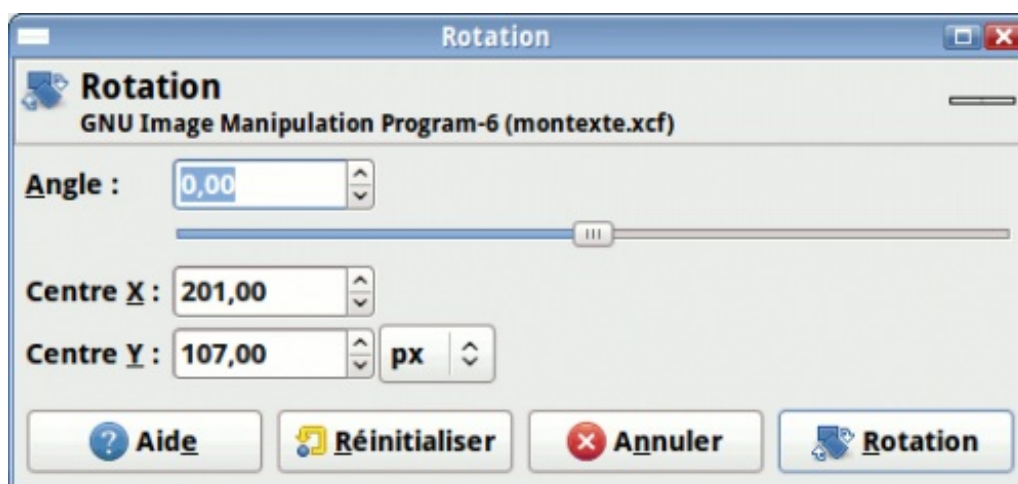 Rotation
Rotation
GNU Image Manipulation Program-6 (montexte.xcf)
Angle : 0,00
Centre X : 201,00
Centre Y : 107,00 px
Aide Réinitialiser Annuler Rotation